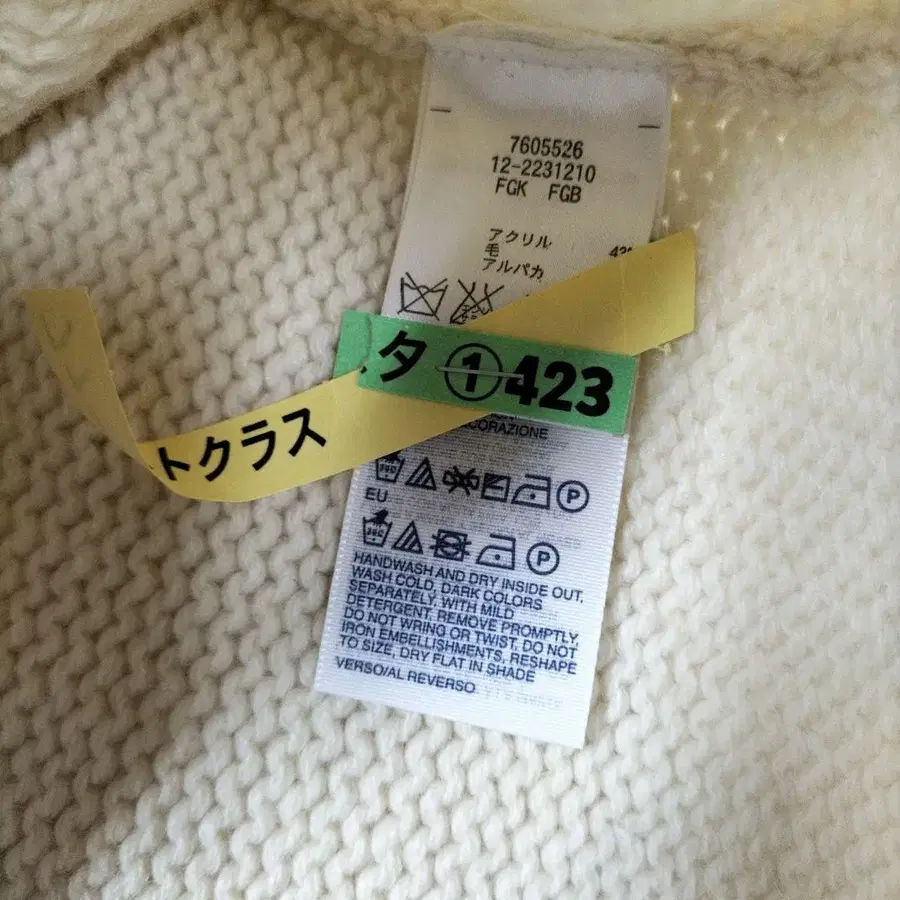 7605526
12-2231210
FGK FGB
アクリル
毛
アルパカ
タ ① 423
トクラス
CORAZIONE
EU
HANDWASH AND DRY INSIDE OUT,
WASH COLD, DARK COLORS
SEPARATELY, WITH MILD
DETERGENT, REMOVE PROMPTLY,
DO NOT WRING OR TWIST, DO NOT
IRON EMBELLISHMENTS, RESHAPE
TO SIZE, DRY FLAT IN SHADE
VERSO/AL REVERSO